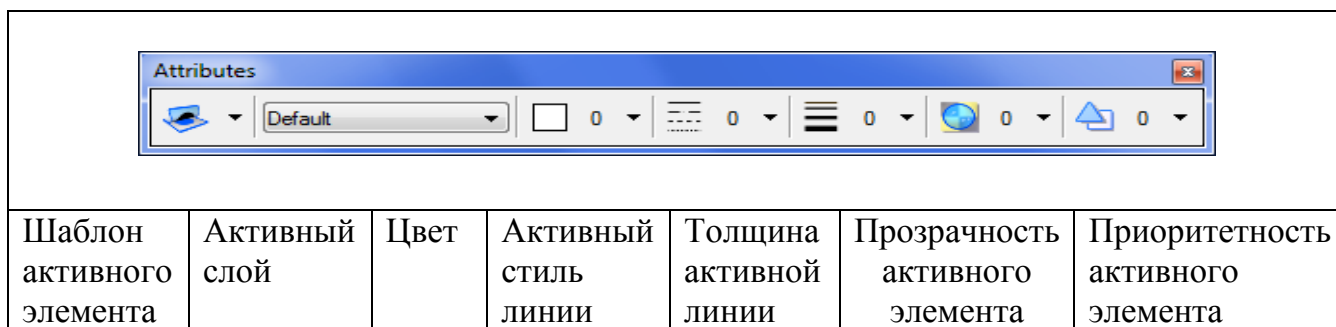 Attributes
Default 0 0 0 0 0
Шаблон активного элемента
Активный слой
Цвет
Активный стиль линии
Толщина активной линии
Прозрачность активного элемента
Приоритетность активного элемента